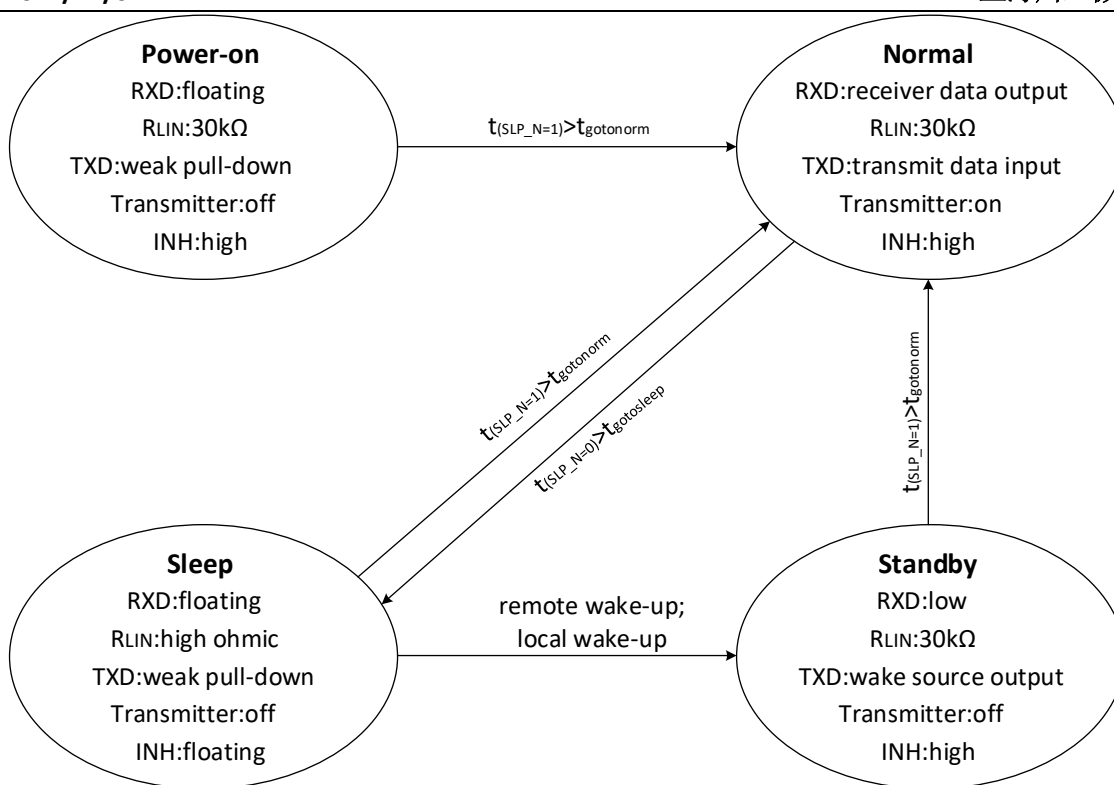 Power-on
RXD:floating
RLIN:30kΩ
TXD:weak pull-down
Transmitter:off
INH:high
t(SLP_N=1)>tgotonorm
Normal
RXD:receiver data output
RLIN:30kΩ
TXD:transmit data input
Transmitter:on
INH:high
t(SLP_N=1)>tgotonorm
t(SLP_N=0)>tgotosleep
t(SLP_N=1)>tgotonorm
Sleep
RXD:floating
RLIN:high ohmic
TXD:weak pull-down
Transmitter:off
INH:floating
remote wake-up;
local wake-up
Standby
RXD:low
RLIN:30kΩ
TXD:wake source output
Transmitter:off
INH:high